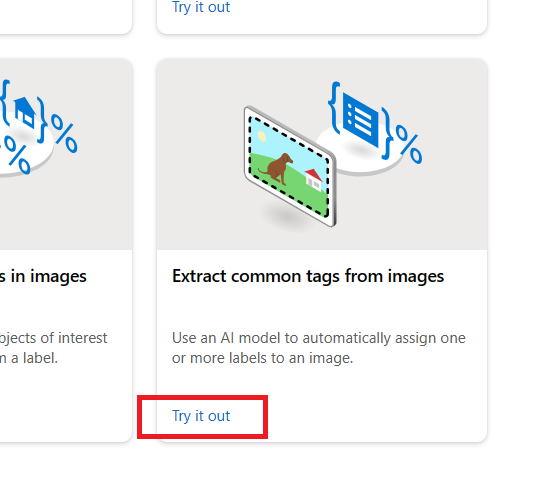 Try it out
s in images
bjects of interest
m a label.
Extract common tags from images
Use an AI model to automatically assign one
or more labels to an image.
Try it out